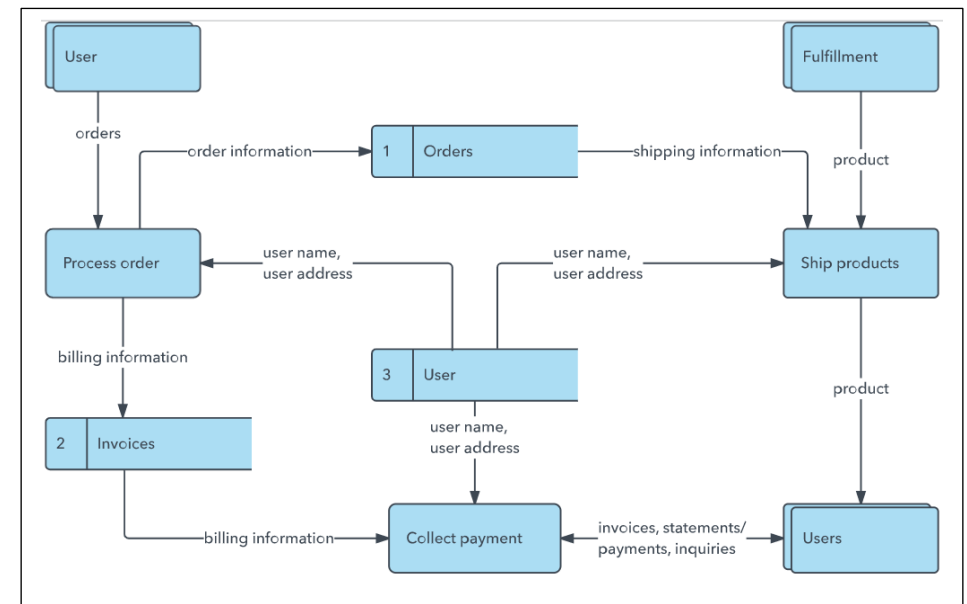 User
Fulfillment
orders
order information
1 Orders
shipping information
product
Process order
user name,
user address
user name,
user address
Ship products
billing information
3 User
product
user name,
user address
2 Invoices
billing information
Collect payment
invoices, statements/
payments, inquiries
Users